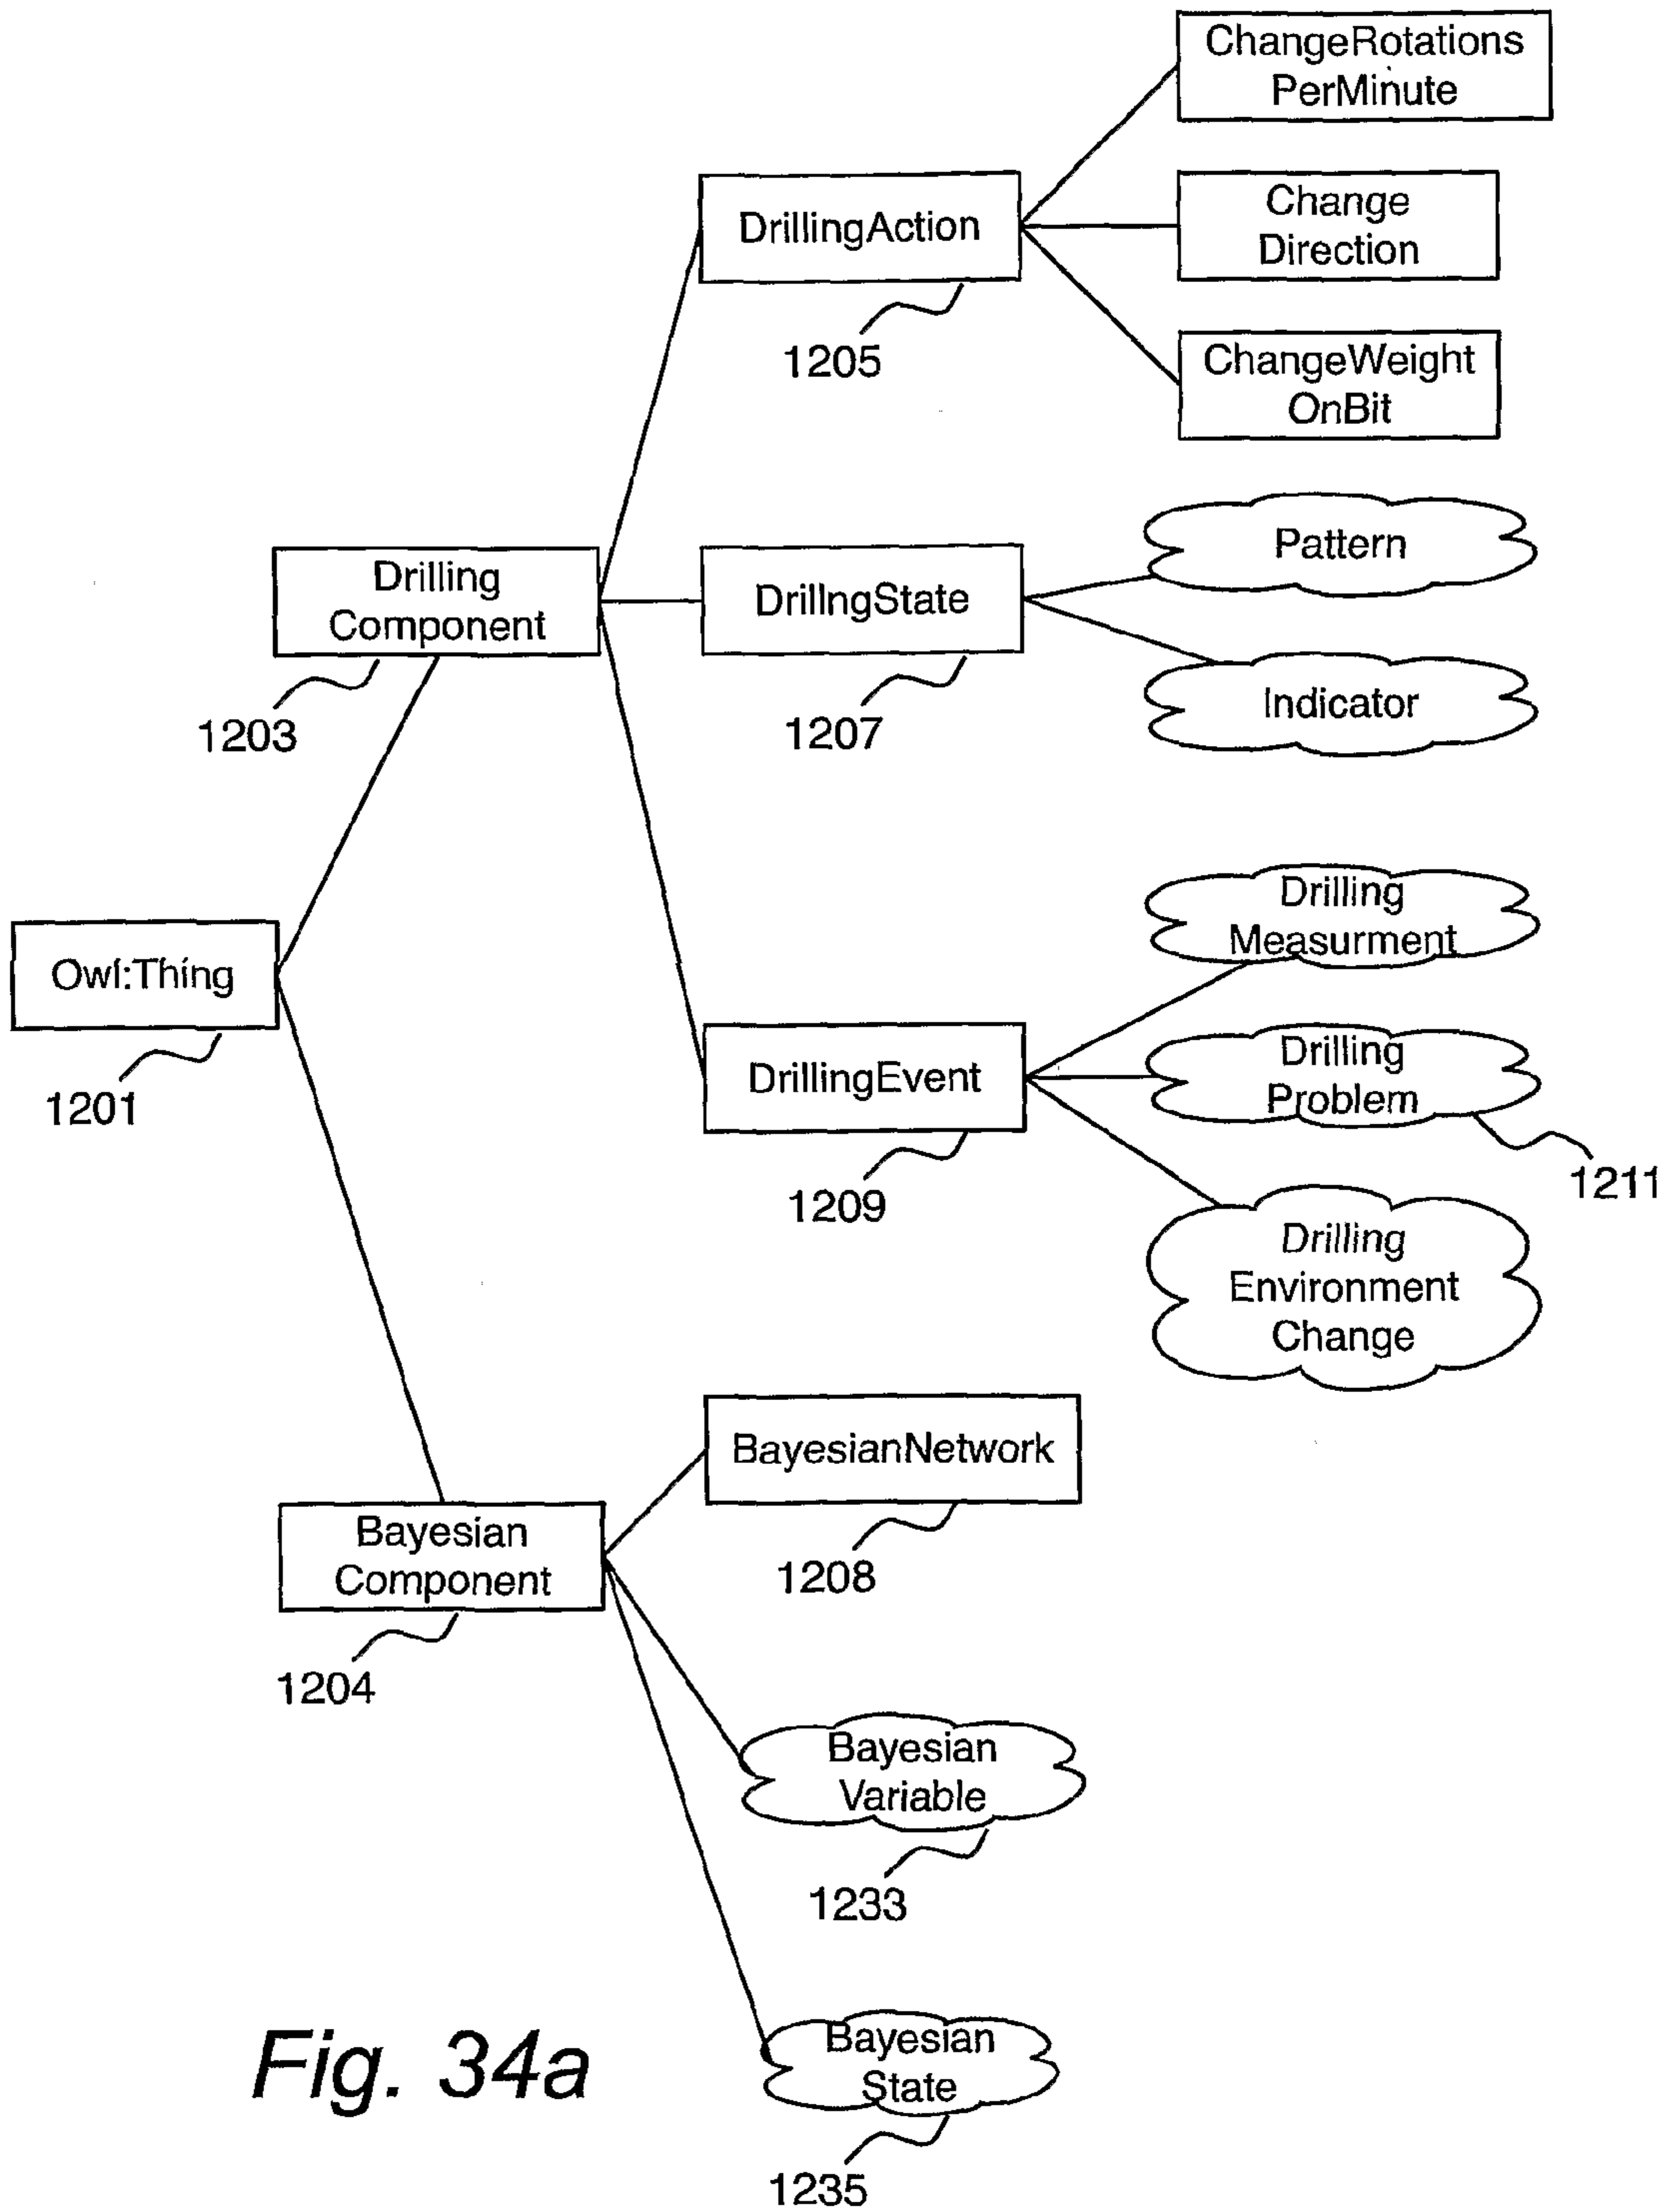 ChangeRotations
PerMinute
DrillingAction
Change
Direction
1205
ChangeWeight
OnBit
Pattern
Drilling
Component
DrillngState
Indicator
1203
1207
Drilling
Measurment
Owl:Thing
DrillingEvent
Drilling
Problem
1201
1209
1211
Drilling
Environment
Change
BayesianNetwork
Bayesian
Component
1208
1204
Bayesian
Variable
1233
Bayesian
State
Fig. 34a
1235